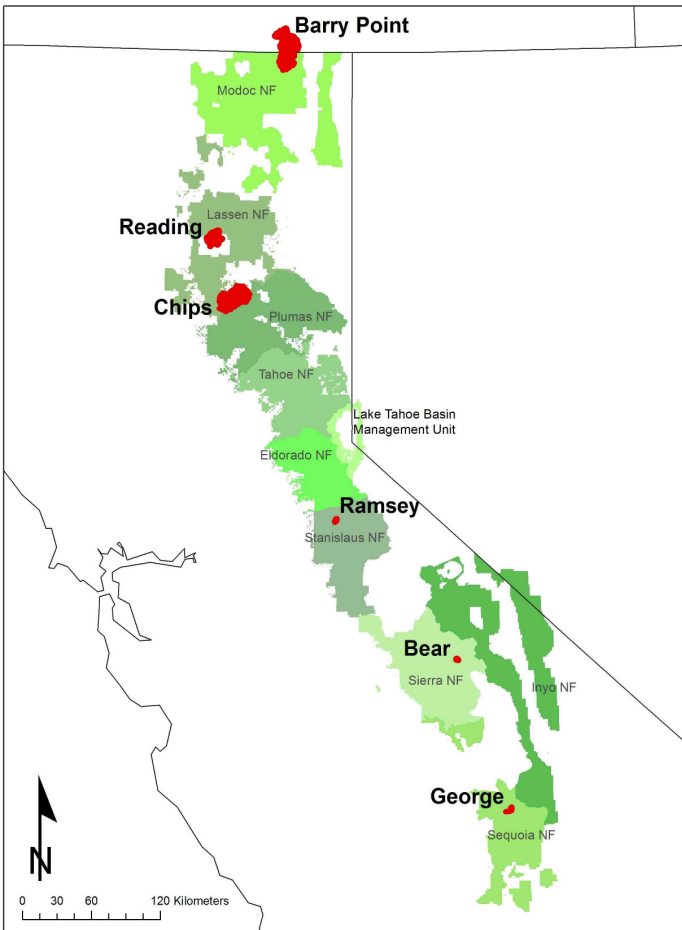 Barry Point
Modoc NF
Lassen NF
Reading
Chips
Plumas NF
Tahoe NF
Lake Tahoe Basin
Management Unit
Eldorado NF
Ramsey
Stanislaus NF
Bear
Sierra NF
Inyo NF
George
Sequoia NF
N
0 30 60 120 Kilometers